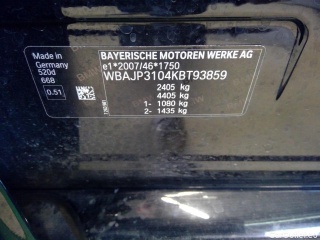 Made in
Germany
520d
668
0.51
BAYERISCHE MOTOREN WERKE AG
e1*2007/46*1750
WBAJP3104KBT93859
2405 kg
4405 kg
1- 1080 kg
2- 1435 kg